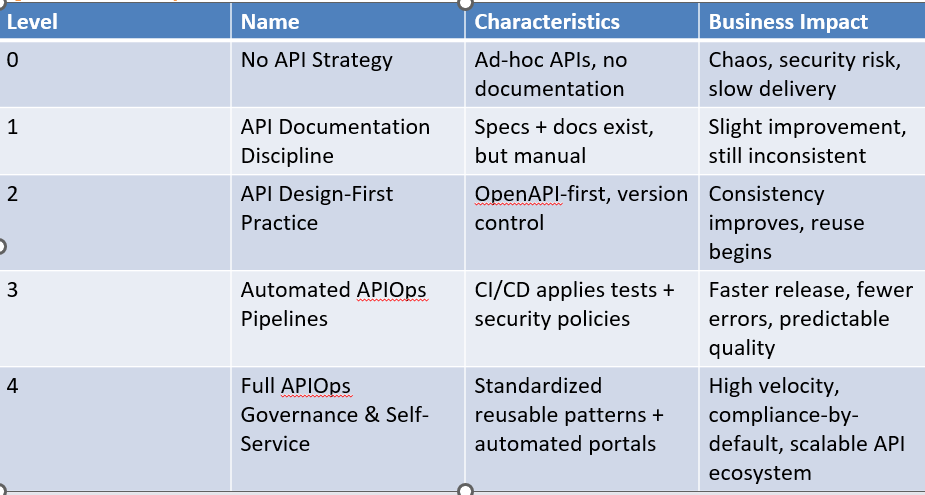 Level Name Characteristics Business Impact
0 No API Strategy Ad-hoc APIs, no Chaos, security risk,
documentation slow delivery
1 API Documentation Specs + docs exist, Slight improvement,
Discipline but manual still inconsistent
2 API Design-First OpenAPI-first, version Consistency
Practice control improves, reuse
begins
3 Automated APIOps CI/CD applies tests + Faster release, fewer
Pipelines security policies errors, predictable
quality
4 Full APIOps Standardized High velocity,
Governance & Self- reusable patterns + compliance-by-
Service automated portals default, scalable API
ecosystem